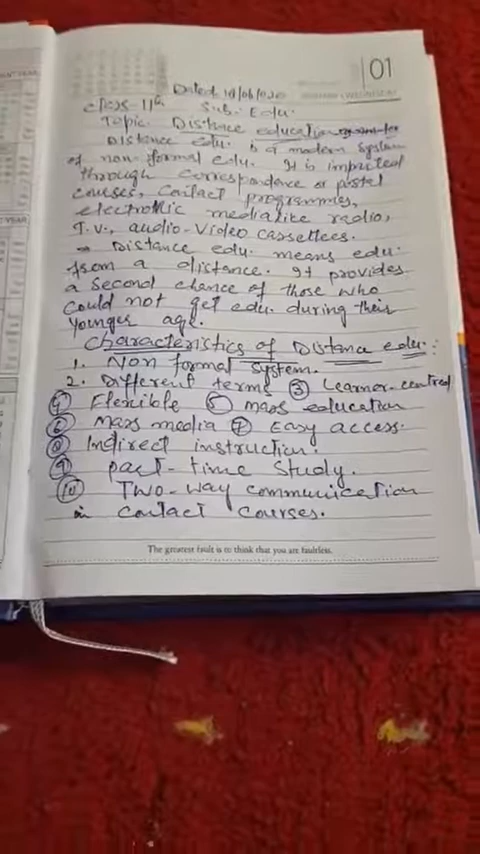 01
WEDNESDAY
Dated 18/06/020
Class-11th Sub: Edu.
Topic. Distance education
Distance edu. is a modern system
of non-formal edu. It is imparted
through correspondence or postal
courses, contact programmes,
electronic media like radio,
T.V., audio-video cassettees.
→ Distance edu. means edu.
from a distance. It provides
a second chance of those who
could not get edu. during their
younger age.
Characteristics of Distance edu:
1. Non formal system.
2. Different terms ③ Learner-centred
④ Flexible ⑤ mass education
⑥ Mass media ⑦ Easy access.
⑧ Indirect instruction.
⑨ part-time study.
⑩ Two-way communication
in contact courses.
The greatest fault is to think that you are faultless.